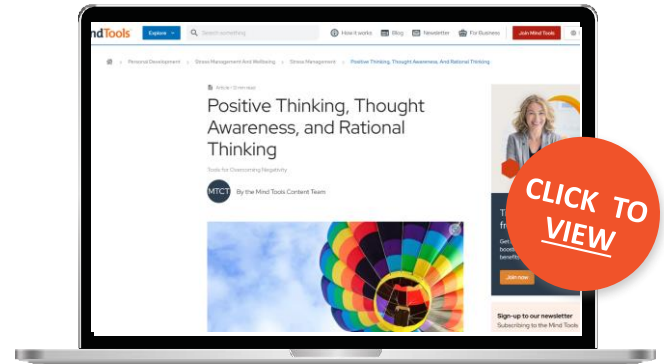 ndTools Explore Search something How it works Blog Newsletter For Business Join Mind Tools
Personal Development Stress Management And Wellbeing Stress Management Positive Thinking, Thought Awareness, And Rational Thinking
Positive Thinking, Thought
Awareness, and Rational
Thinking
Tools for Overcoming Negativity
MTCT By the Mind Tools Content Team
CLICK TO
VIEW
Join now
Sign-up to our newsletter
Subscribing to the Mind Tools